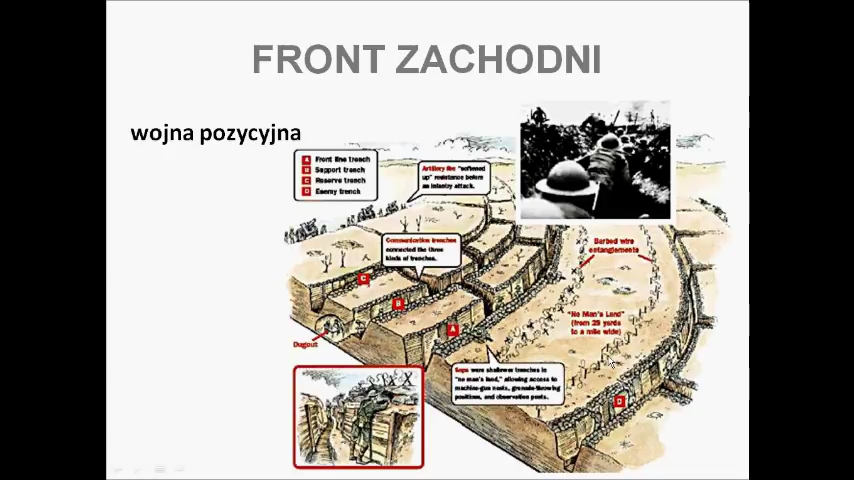 FRONT ZACHODNI
wojna pozycyjna
A Front line trench
B Support trench
C Reserve trench
D Enemy trench
Artillery fire "softened
up" resistance before
an infantry attack.
Communication trenches
connected the three
kinds of trenches.
Barbed wire
entanglements
C
B
A
"No Man's Land"
(from 25 yards
to a mile wide)
Dugout
Saps were shallower trenches in
"no man's land," allowing access to
machine-gun nests, grenade-throwing
positions, and observation posts.
D